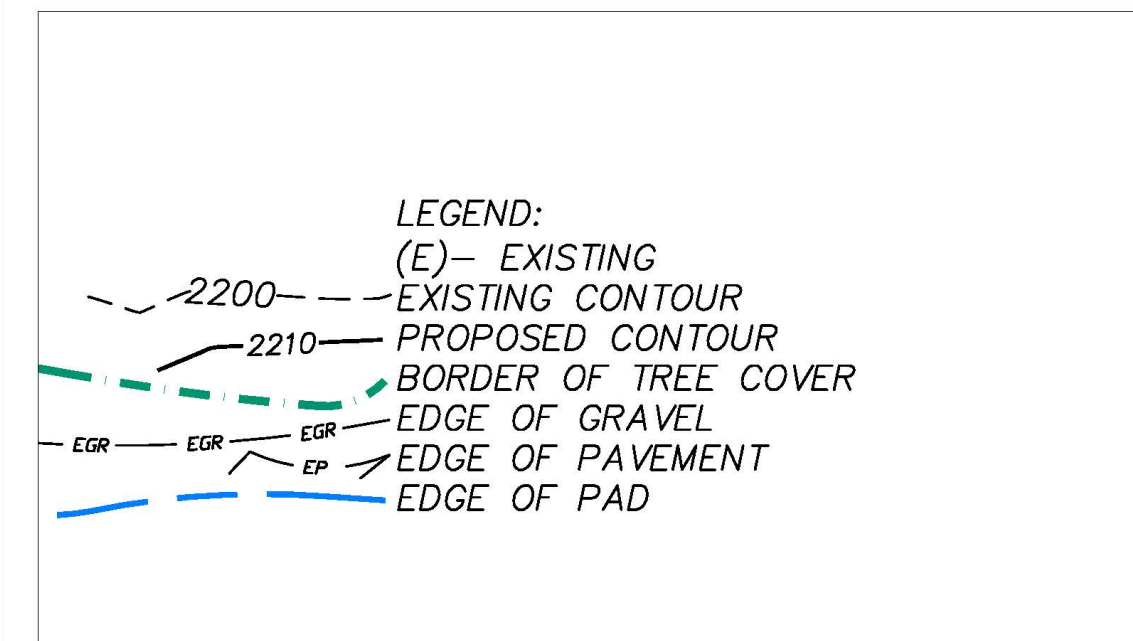 LEGEND:
(E)- EXISTING
2200 EXISTING CONTOUR
2210 PROPOSED CONTOUR
BORDER OF TREE COVER
EGR EGR EGR EDGE OF GRAVEL
EP EDGE OF PAVEMENT
EDGE OF PAD